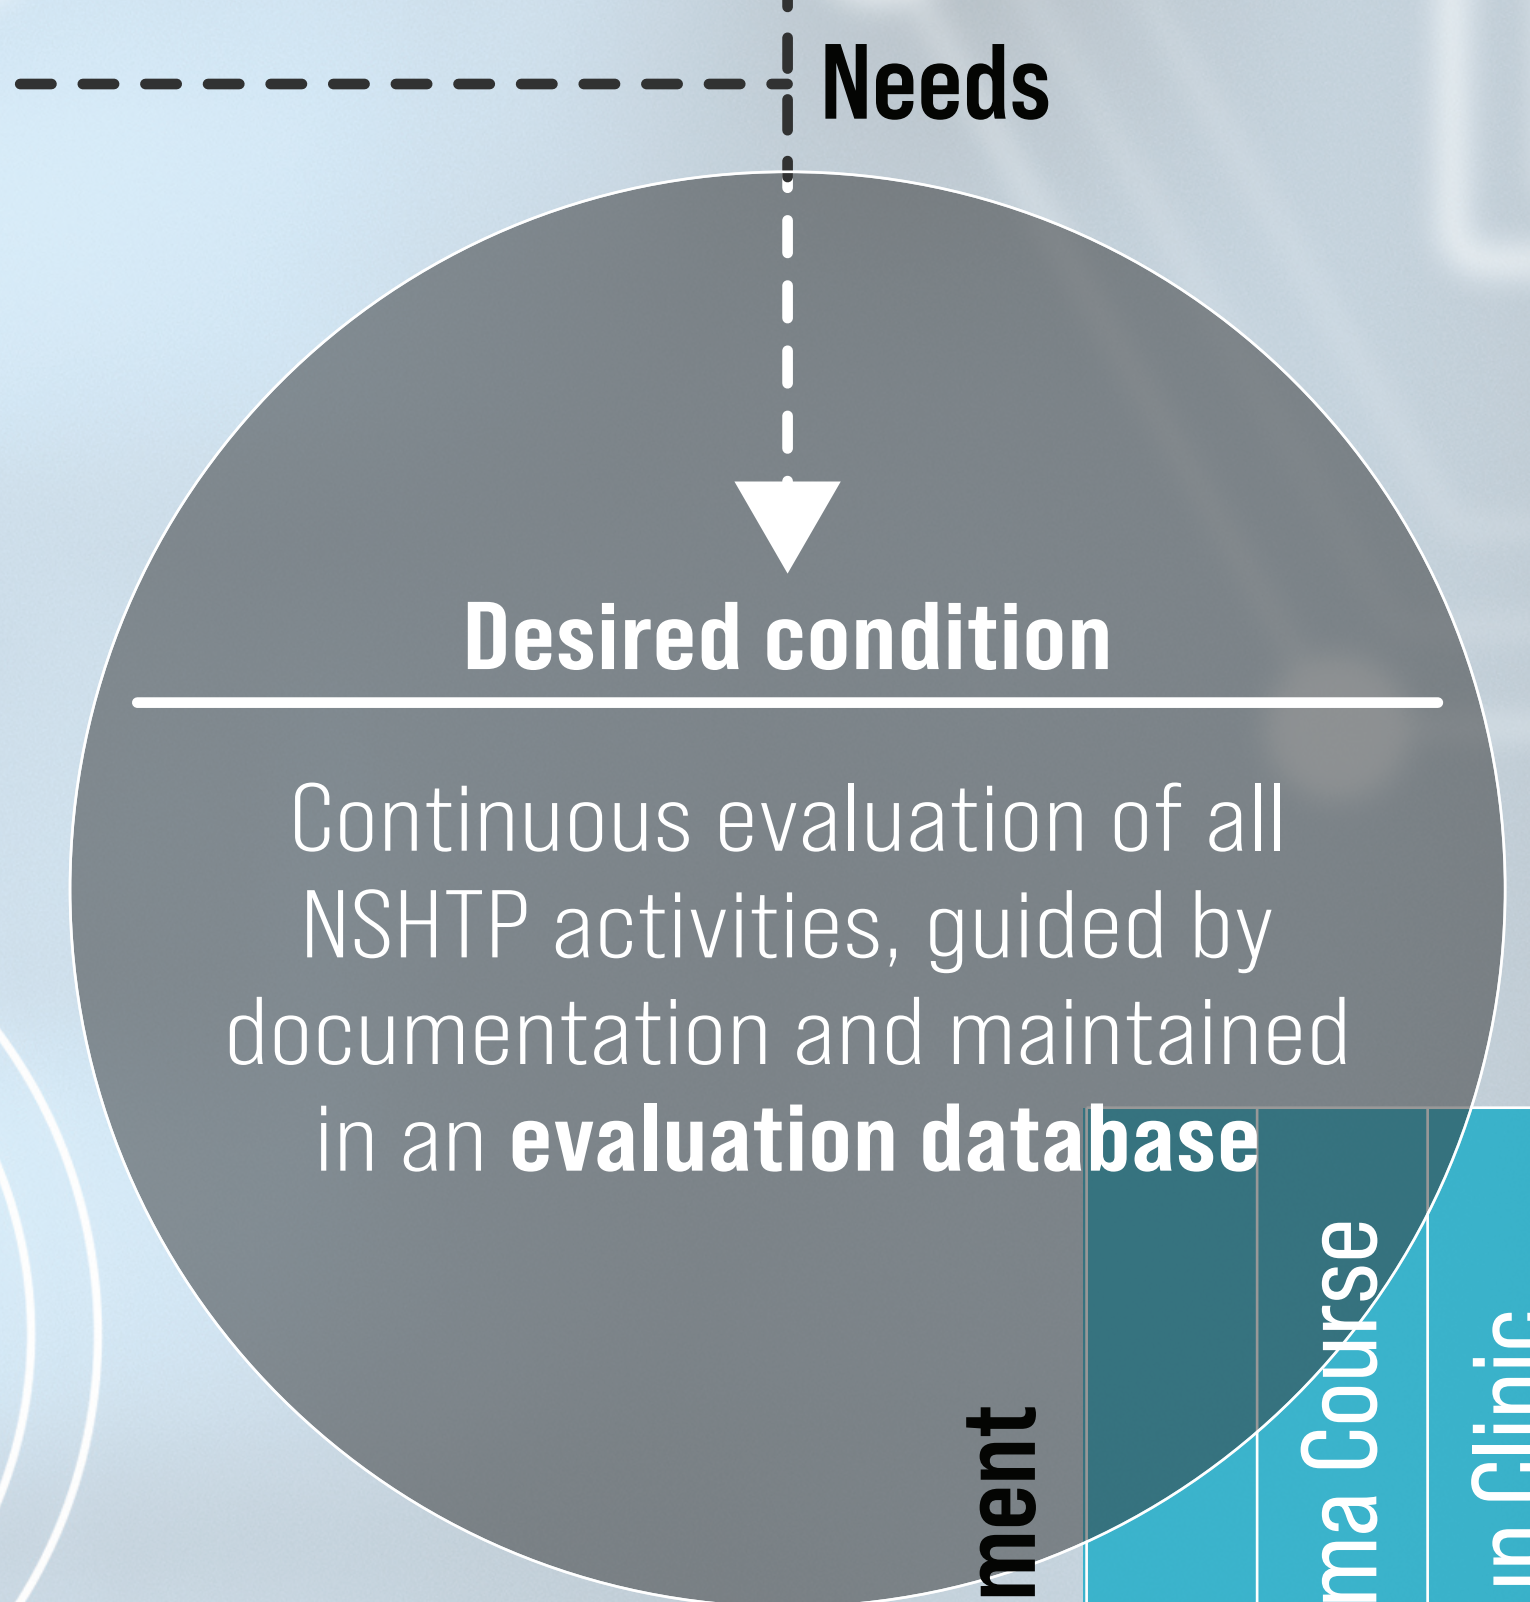 Needs
Desired condition
Continuous evaluation of all
NSHTP activities, guided by
documentation and maintained
in an evaluation database
ment
ma Course
Clinic